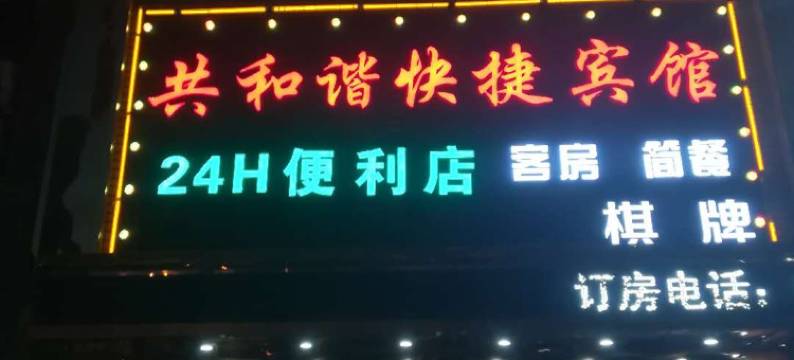 共和谐快捷宾馆
24H便利店 客房 简餐
棋牌
订房电话: